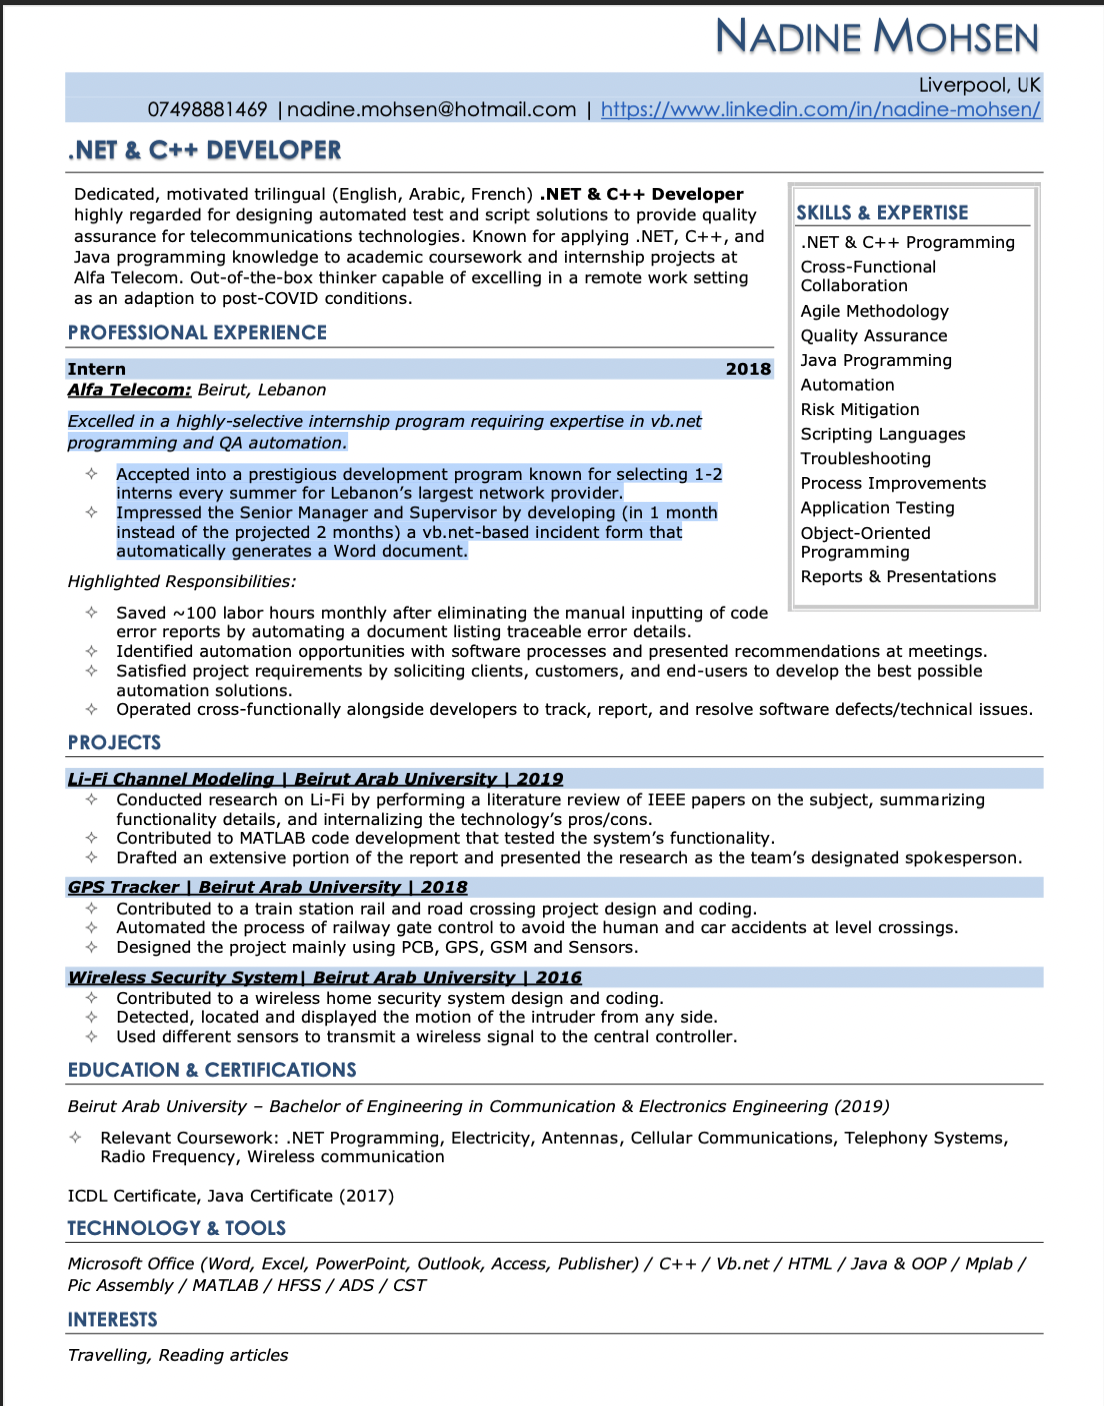 NADINE MOHSEN
Liverpool, UK
07498881469 | nadine.mohsen@hotmail.com | https://www.linkedin.com/in/nadine-mohsen/
.NET & C++ DEVELOPER
Dedicated, motivated trilingual (English, Arabic, French) .NET & C++ Developer
highly regarded for designing automated test and script solutions to provide quality
assurance for telecommunications technologies. Known for applying .NET, C++, and
Java programming knowledge to academic coursework and internship projects at
Alfa Telecom. Out-of-the-box thinker capable of excelling in a remote work setting
as an adaption to post-COVID conditions.
SKILLS & EXPERTISE
.NET & C++ Programming
Cross-Functional
Collaboration
Agile Methodology
Quality Assurance
Java Programming
Automation
Risk Mitigation
Scripting Languages
Troubleshooting
Process Improvements
Application Testing
Object-Oriented
Programming
Reports & Presentations
PROFESSIONAL EXPERIENCE
Intern 2018
Alfa Telecom: Beirut, Lebanon
Excelled in a highly-selective internship program requiring expertise in vb.net
programming and QA automation.
✧ Accepted into a prestigious development program known for selecting 1-2
interns every summer for Lebanon’s largest network provider.
✧ Impressed the Senior Manager and Supervisor by developing (in 1 month
instead of the projected 2 months) a vb.net-based incident form that
automatically generates a Word document.
Highlighted Responsibilities:
✧ Saved ~100 labor hours monthly after eliminating the manual inputting of code
error reports by automating a document listing traceable error details.
✧ Identified automation opportunities with software processes and presented recommendations at meetings.
✧ Satisfied project requirements by soliciting clients, customers, and end-users to develop the best possible
automation solutions.
✧ Operated cross-functionally alongside developers to track, report, and resolve software defects/technical issues.
PROJECTS
Li-Fi Channel Modeling | Beirut Arab University | 2019
✧ Conducted research on Li-Fi by performing a literature review of IEEE papers on the subject, summarizing
functionality details, and internalizing the technology’s pros/cons.
✧ Contributed to MATLAB code development that tested the system’s functionality.
✧ Drafted an extensive portion of the report and presented the research as the team’s designated spokesperson.
GPS Tracker | Beirut Arab University | 2018
✧ Contributed to a train station rail and road crossing project design and coding.
✧ Automated the process of railway gate control to avoid the human and car accidents at level crossings.
✧ Designed the project mainly using PCB, GPS, GSM and Sensors.
Wireless Security System| Beirut Arab University | 2016
✧ Contributed to a wireless home security system design and coding.
✧ Detected, located and displayed the motion of the intruder from any side.
✧ Used different sensors to transmit a wireless signal to the central controller.
EDUCATION & CERTIFICATIONS
Beirut Arab University – Bachelor of Engineering in Communication & Electronics Engineering (2019)
✧ Relevant Coursework: .NET Programming, Electricity, Antennas, Cellular Communications, Telephony Systems,
Radio Frequency, Wireless communication
ICDL Certificate, Java Certificate (2017)
TECHNOLOGY & TOOLS
Microsoft Office (Word, Excel, PowerPoint, Outlook, Access, Publisher) / C++ / Vb.net / HTML / Java & OOP / Mplab /
Pic Assembly / MATLAB / HFSS / ADS / CST
INTERESTS
Travelling, Reading articles